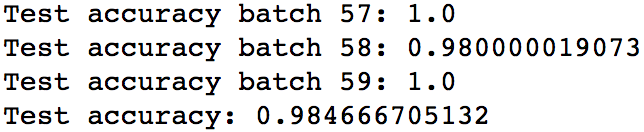 Test accuracy batch 57: 1.0
Test accuracy batch 58: 0.980000019073
Test accuracy batch 59: 1.0
Test accuracy: 0.984666705132